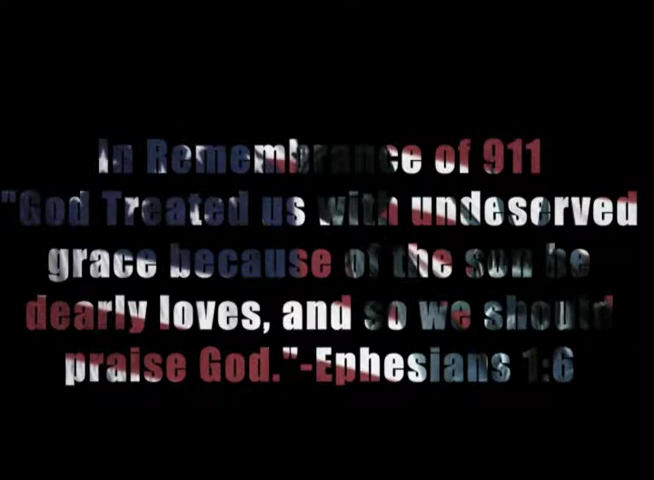 In Remembrance of 911
"God Treated us with undeserved
grace because of the son he
dearly loves, and so we should
praise God."-Ephesians 1:6